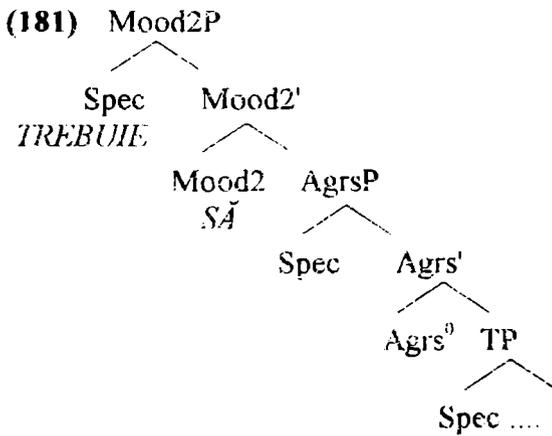 (181) Mood2P
Spec Mood2'
TREBUIE
Mood2 AgrsP
SĂ
Spec Agrs'
Agrs⁰ TP
Spec ....